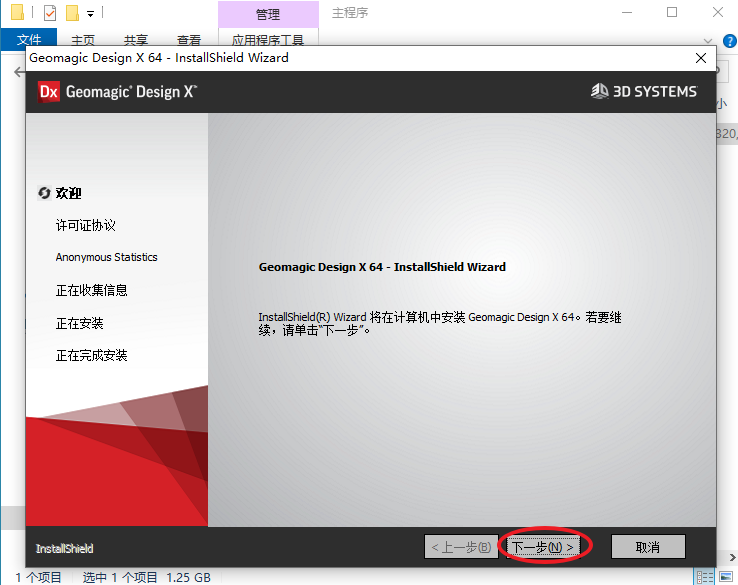 管理
主程序
文件
主页
共享
查看
应用程序工具
Geomagic Design X 64 - InstallShield Wizard
Dx Geomagic® Design X™
3D SYSTEMS
小
320,
欢迎
许可证协议
Anonymous Statistics
正在收集信息
正在安装
正在完成安装
Geomagic Design X 64 - InstallShield Wizard
InstallShield(R) Wizard 将在计算机中安装 Geomagic Design X 64。若要继
续，请单击“下一步”。
InstallShield
< 上一步(B)
下一步(N) >
取消
1 个项目
选中 1 个项目 1.25 GB